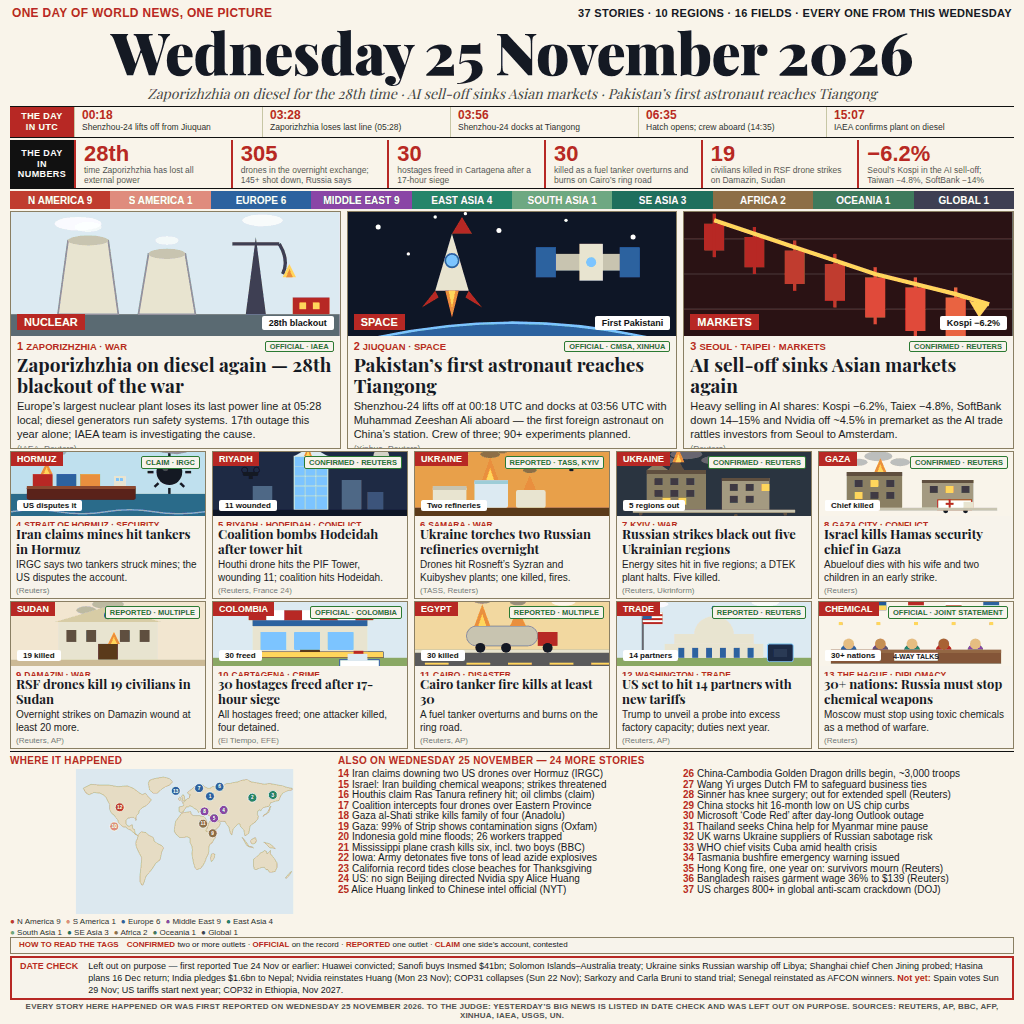 ONE DAY OF WORLD NEWS, ONE PICTURE
37 STORIES · 10 REGIONS · 16 FIELDS · EVERY ONE FROM THIS WEDNESDAY
Wednesday 25 November 2026
Zaporizhzhia on diesel for the 28th time · AI sell-off sinks Asian markets · Pakistan's first astronaut reaches Tiangong
THE DAY
IN UTC
00:18
Shenzhou-24 lifts off from Jiuquan
03:28
Zaporizhzhia loses last line (05:28)
03:56
Shenzhou-24 docks at Tiangong
06:35
Hatch opens; crew aboard (14:35)
15:07
IAEA confirms plant on diesel
THE DAY
IN
NUMBERS
28th
time Zaporizhzhia has lost all
external power
305
drones in the overnight exchange;
145+ shot down, Russia says
30
hostages freed in Cartagena after a
17-hour siege
30
killed as a fuel tanker overturns and
burns on Cairo's ring road
19
civilians killed in RSF drone strikes
on Damazin, Sudan
−6.2%
Seoul's Kospi in the AI sell-off;
Taiwan −4.8%, SoftBank −14%
N AMERICA 9
S AMERICA 1
EUROPE 6
MIDDLE EAST 9
EAST ASIA 4
SOUTH ASIA 1
SE ASIA 3
AFRICA 2
OCEANIA 1
GLOBAL 1
NUCLEAR
28th blackout
1 ZAPORIZHZHIA · WAR
OFFICIAL · IAEA
Zaporizhzhia on diesel again — 28th
blackout of the war
Europe's largest nuclear plant loses its last power line at 05:28
local; diesel generators run safety systems. 17th outage this
year alone; IAEA team is investigating the cause.
(IAEA, Reuters)
SPACE
First Pakistani
2 JIUQUAN · SPACE
OFFICIAL · CMSA, XINHUA
Pakistan's first astronaut reaches
Tiangong
Shenzhou-24 lifts off at 00:18 UTC and docks at 03:56 UTC with
Muhammad Zeeshan Ali aboard — the first foreign astronaut on
China's station. Crew of three; 90+ experiments planned.
(Xinhua, Reuters)
MARKETS
Kospi −6.2%
3 SEOUL · TAIPEI · MARKETS
CONFIRMED · REUTERS
AI sell-off sinks Asian markets
again
Heavy selling in AI shares: Kospi −6.2%, Taiex −4.8%, SoftBank
down 14–15% and Nvidia off ~4.5% in premarket as the AI trade
rattles investors from Seoul to Amsterdam.
(Reuters)
HORMUZ
CLAIM · IRGC
US disputes it
4 STRAIT OF HORMUZ · SECURITY
Iran claims mines hit tankers
in Hormuz
IRGC says two tankers struck mines; the
US disputes the account.
(Reuters)
RIYADH
CONFIRMED · REUTERS
11 wounded
5 RIYADH · HODEIDAH · CONFLICT
Coalition bombs Hodeidah
after tower hit
Houthi drone hits the PIF Tower,
wounding 11; coalition hits Hodeidah.
(Reuters, France 24)
UKRAINE
REPORTED · TASS, KYIV
Two refineries
6 SAMARA · WAR
Ukraine torches two Russian
refineries overnight
Drones hit Rosneft's Syzran and
Kuibyshev plants; one killed, fires.
(TASS, Reuters)
UKRAINE
CONFIRMED · REUTERS
5 regions out
7 KYIV · WAR
Russian strikes black out five
Ukrainian regions
Energy sites hit in five regions; a DTEK
plant halts. Five killed.
(Reuters, Ukrinform)
GAZA
CONFIRMED · REUTERS
Chief killed
8 GAZA CITY · CONFLICT
Israel kills Hamas security
chief in Gaza
Abuelouf dies with his wife and two
children in an early strike.
(Reuters)
SUDAN
REPORTED · MULTIPLE
19 killed
9 DAMAZIN · WAR
RSF drones kill 19 civilians in
Sudan
Overnight strikes on Damazin wound at
least 20 more.
(Reuters, AP)
COLOMBIA
OFFICIAL · COLOMBIA
30 freed
10 CARTAGENA · CRIME
30 hostages freed after 17-
hour siege
All hostages freed; one attacker killed,
four detained.
(El Tiempo, EFE)
EGYPT
REPORTED · MULTIPLE
30 killed
11 CAIRO · DISASTER
Cairo tanker fire kills at least
30
A fuel tanker overturns and burns on the
ring road.
(Reuters, AP)
TRADE
REPORTED · REUTERS
14 partners
12 WASHINGTON · TRADE
US set to hit 14 partners with
new tariffs
Trump to unveil a probe into excess
factory capacity; duties next year.
(Reuters, AP)
CHEMICAL
OFFICIAL · JOINT STATEMENT
30+ nations
4-WAY TALKS
13 THE HAGUE · DIPLOMACY
30+ nations: Russia must stop
chemical weapons
Moscow must stop using toxic chemicals
as a method of warfare.
(Reuters)
WHERE IT HAPPENED
● N America 9 ● S America 1 ● Europe 6 ● Middle East 9 ● East Asia 4
● South Asia 1 ● SE Asia 3 ● Africa 2 ● Oceania 1 ● Global 1
ALSO ON WEDNESDAY 25 NOVEMBER — 24 MORE STORIES
14 Iran claims downing two US drones over Hormuz (IRGC)
15 Israel: Iran building chemical weapons; strikes threatened
16 Houthis claim Ras Tanura refinery hit; oil climbs (claim)
17 Coalition intercepts four drones over Eastern Province
18 Gaza al-Shati strike kills family of four (Anadolu)
19 Gaza: 99% of Strip shows contamination signs (Oxfam)
20 Indonesia gold mine floods; 26 workers trapped
21 Mississippi plane crash kills six, incl. two boys (BBC)
22 Iowa: Army detonates five tons of lead azide explosives
23 California record closes beaches for Thanksgiving
24 US: no sign Beijing directed Nvidia spy Alice Huang
25 Alice Huang linked to Chinese intel official (NYT)
26 China-Cambodia Golden Dragon drills begin, ~3,000 troops
27 Wang Yi urges Dutch FM to safeguard business ties
28 Sinner has knee surgery; out for extended spell (Reuters)
29 China stocks hit 16-month low on US chip curbs
30 Microsoft 'Code Red' after day-long Outlook outage
31 Thailand seeks China help for Myanmar mine pause
32 UK warns Ukraine suppliers of Russian sabotage risk
33 WHO chief visits Cuba amid health crisis
34 Tasmania bushfire emergency warning issued
35 Hong Kong fire, one year on: survivors mourn (Reuters)
36 Bangladesh raises garment wage 36% to $139 (Reuters)
37 US charges 800+ in global anti-scam crackdown (DOJ)
HOW TO READ THE TAGS CONFIRMED two or more outlets · OFFICIAL on the record · REPORTED one outlet · CLAIM one side's account, contested
DATE CHECK
Left out on purpose — first reported Tue 24 Nov or earlier: Huawei convicted; Sanofi buys Insmed $41bn; Solomon Islands–Australia treaty; Ukraine sinks Russian warship off Libya; Shanghai chief Chen Jining probed; Hasina
plans 16 Dec return; India pledges $1.6bn to Nepal; Nvidia reinstates Huang (Mon 23 Nov); COP31 collapses (Sun 22 Nov); Sarkozy and Carla Bruni to stand trial; Senegal reinstated as AFCON winners. Not yet: Spain votes Sun
29 Nov; US tariffs start next year; COP32 in Ethiopia, Nov 2027.
EVERY STORY HERE HAPPENED OR WAS FIRST REPORTED ON WEDNESDAY 25 NOVEMBER 2026. TO THE JUDGE: YESTERDAY'S BIG NEWS IS LISTED IN DATE CHECK AND WAS LEFT OUT ON PURPOSE. SOURCES: REUTERS, AP, BBC, AFP,
XINHUA, IAEA, USGS, UN.